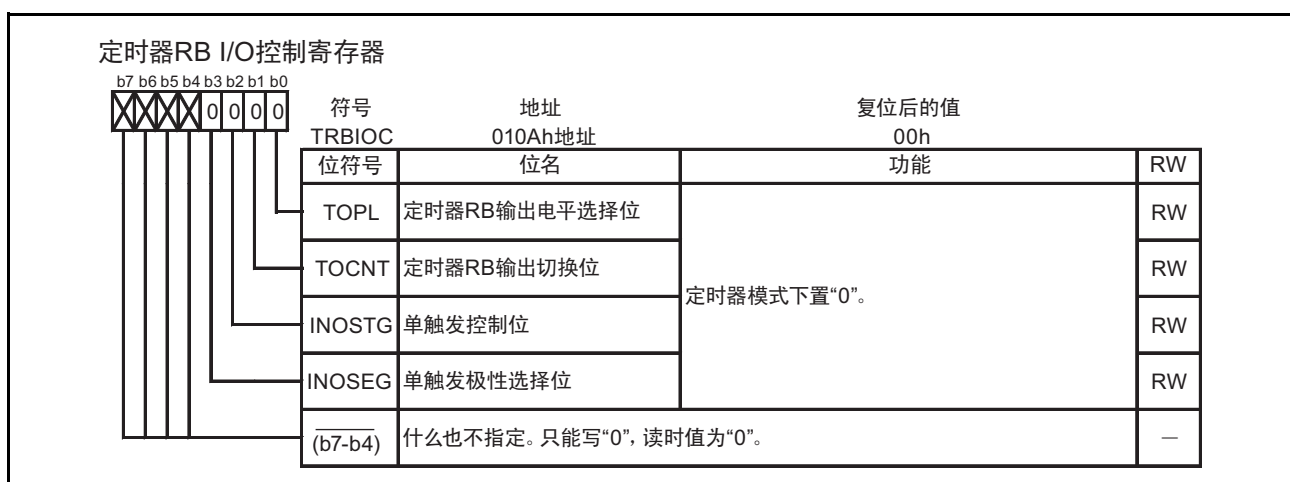 定时器RB I/O控制寄存器
b7 b6 b5 b4 b3 b2 b1 b0
0 0 0 0
符号 地址 复位后的值
TRBIOC 010Ah地址 00h
位符号 位名 功能 RW
TOPL 定时器RB输出电平选择位 RW
TOCNT 定时器RB输出切换位 RW
定时器模式下置“0”。
INOSTG 单触发控制位 RW
INOSEG 单触发极性选择位 RW
(b7-b4) 什么也不指定。只能写“0”, 读时值为“0”。 —